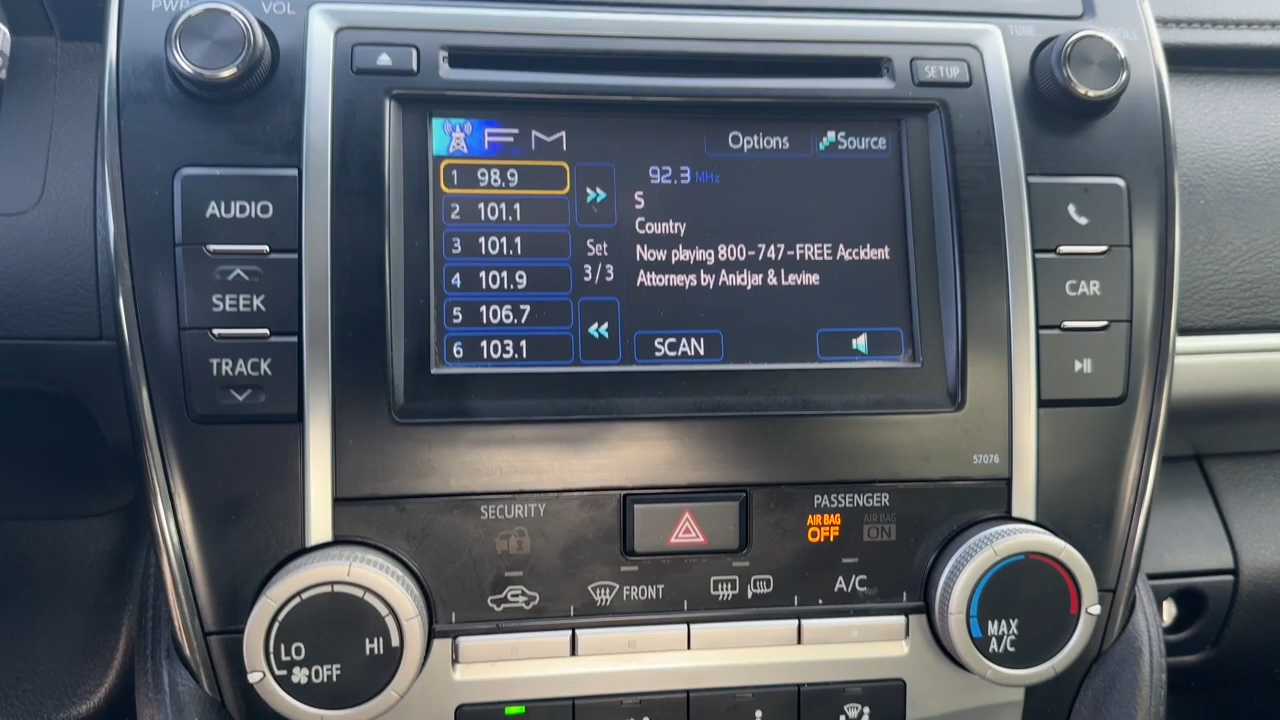 PWR VOL
TUNE SCROLL
SETUP
FM
Options
Source
1 98.9
2 101.1
3 101.1
4 101.9
5 106.7
6 103.1
Set
3/3
92.3 MHz
S
Country
Now playing 800-747-FREE Accident
Attorneys by Anidjar & Levine
SCAN
AUDIO
SEEK
TRACK
CAR
57076
SECURITY
PASSENGER
AIR BAG
OFF
AIR BAG
ON
FRONT
A/C
LO
HI
OFF
MAX
A/C